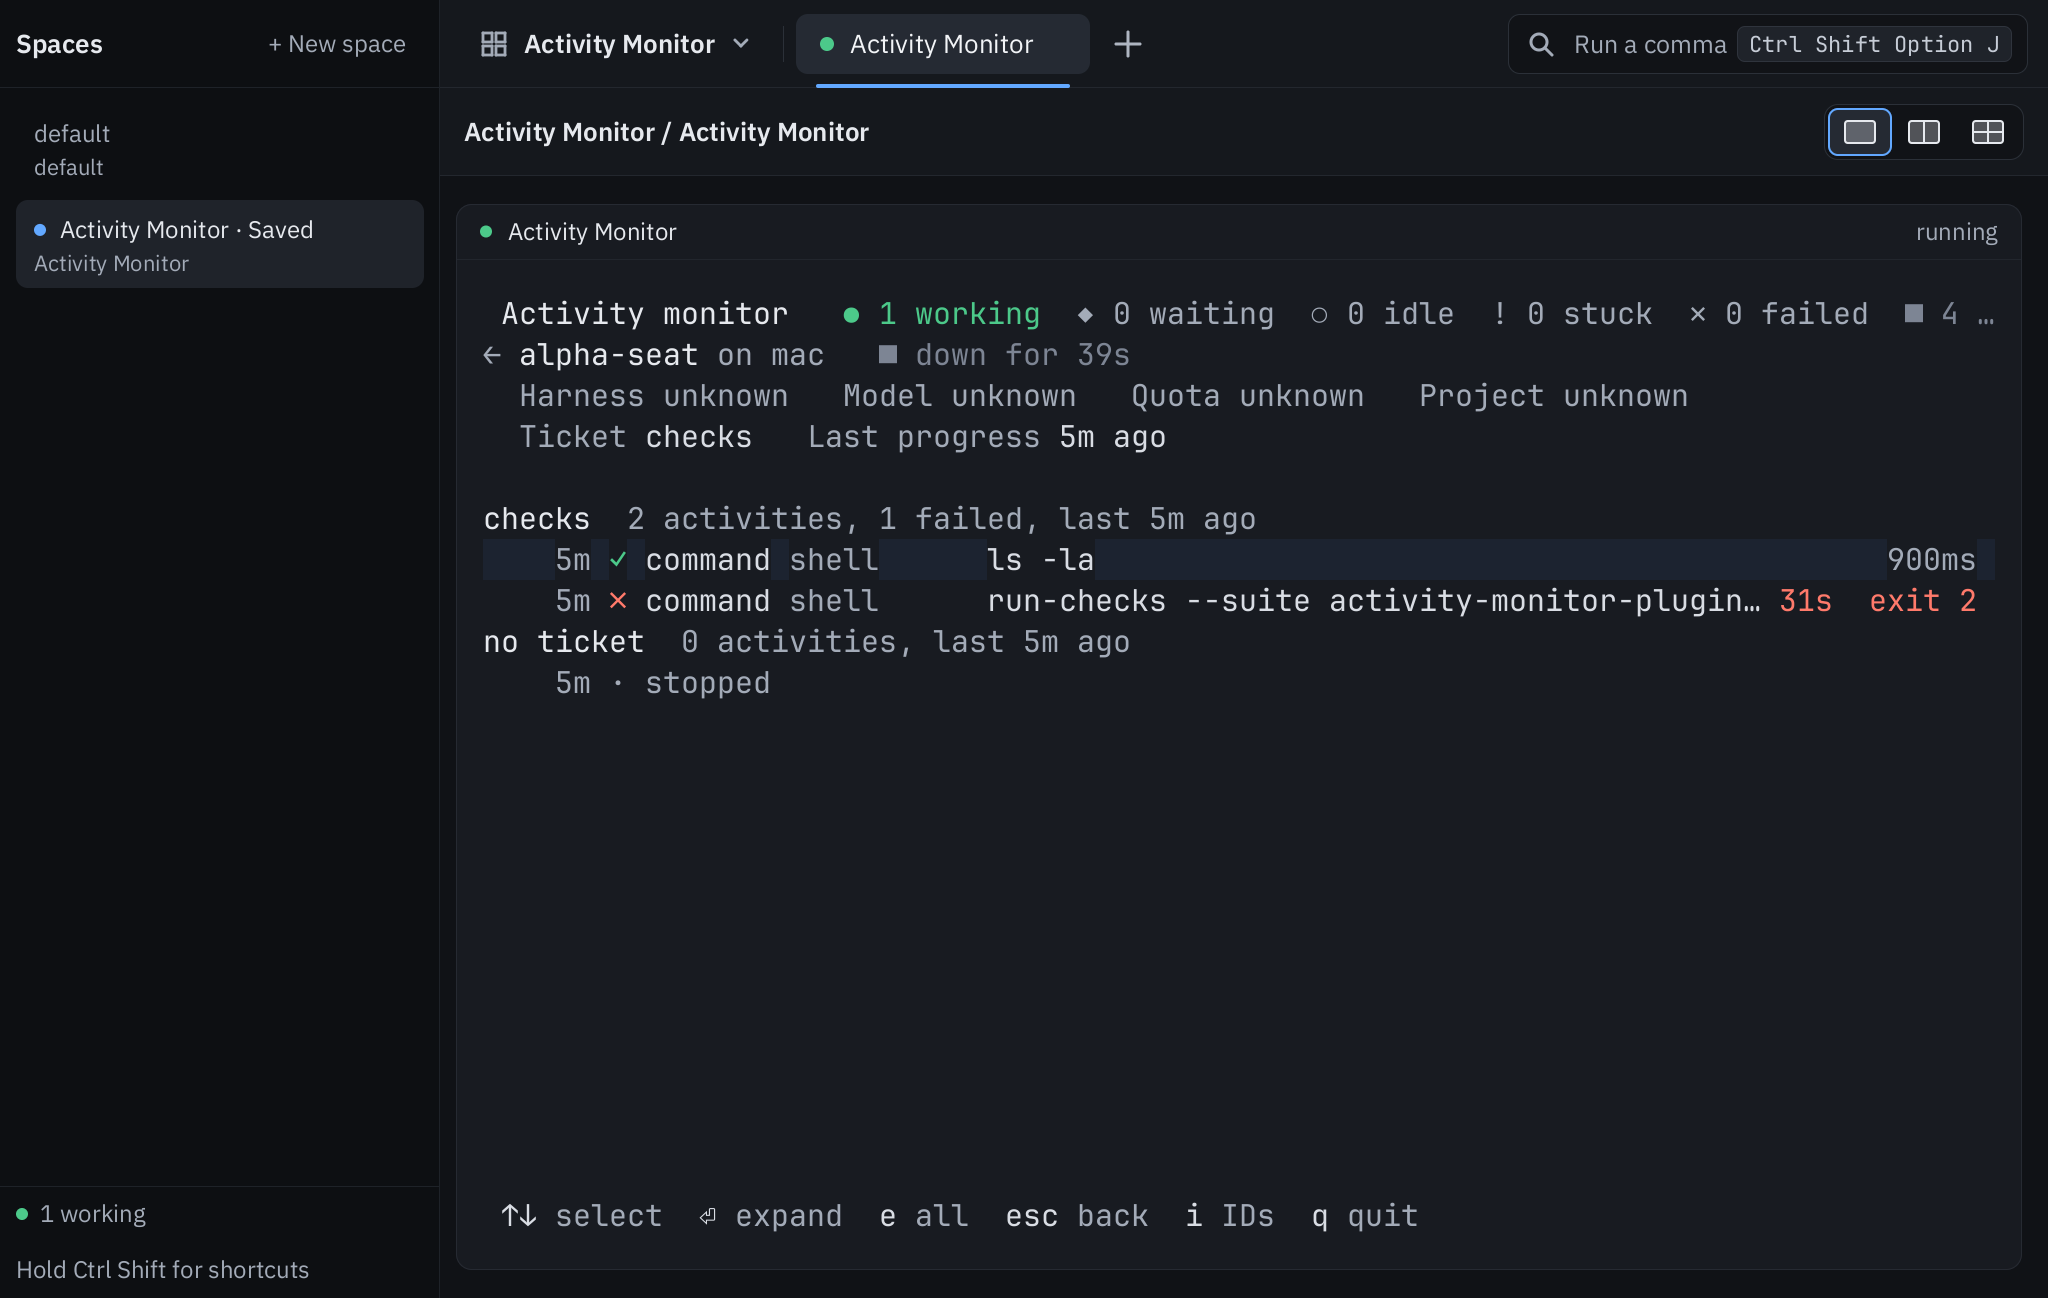 Spaces
+ New space
default
default
Activity Monitor · Saved
Activity Monitor
1 working
Hold Ctrl Shift for shortcuts
Activity Monitor
Activity Monitor
Run a comma
Ctrl Shift Option J
Activity Monitor / Activity Monitor
Activity Monitor running
Activity monitor ● 1 working ◆ 0 waiting ○ 0 idle ! 0 stuck × 0 failed ■ 4 …
← alpha-seat on mac ■ down for 39s
Harness unknown Model unknown Quota unknown Project unknown
Ticket checks Last progress 5m ago
checks 2 activities, 1 failed, last 5m ago
5m ✓ command shell ls -la 900ms
5m ✕ command shell run-checks --suite activity-monitor-plugin… 31s exit 2
no ticket 0 activities, last 5m ago
5m · stopped
↑↓ select ⏎ expand e all esc back i IDs q quit